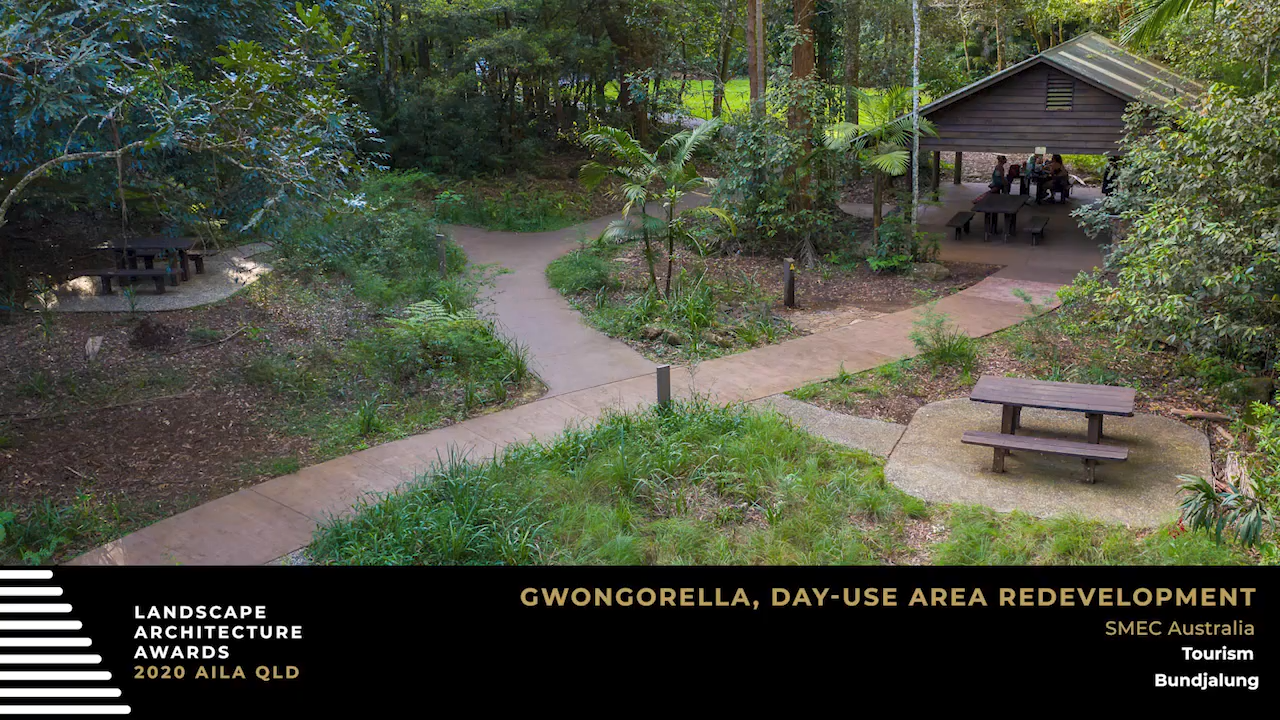 LANDSCAPE
ARCHITECTURE
AWARDS
2020 AILA QLD
GWONGORELLA, DAY-USE AREA REDEVELOPMENT
SMEC Australia
Tourism
Bundjalung